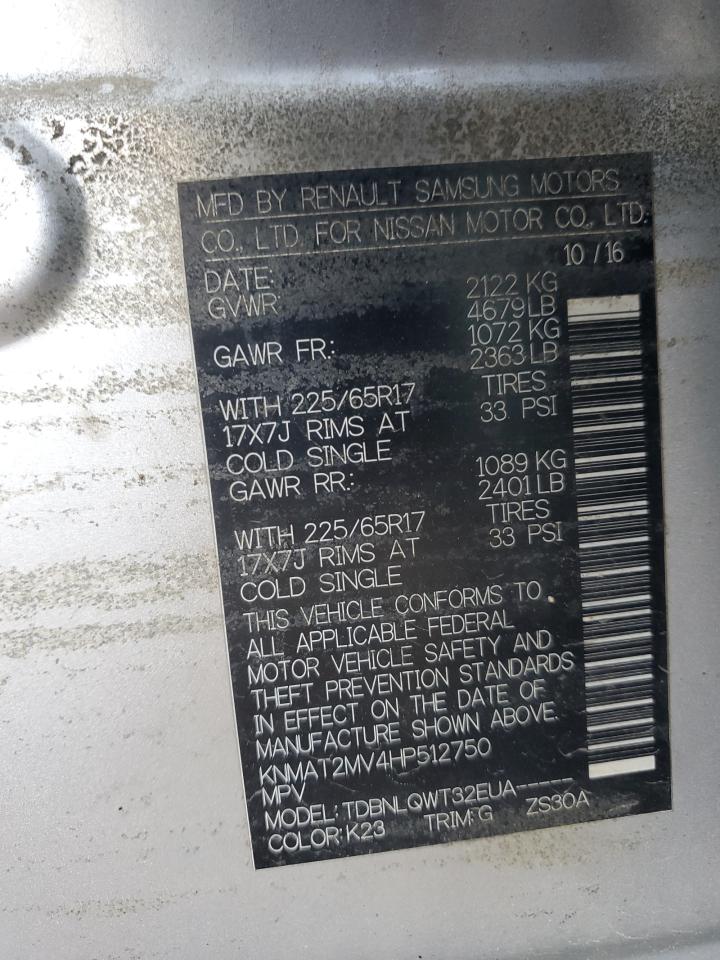 MFD BY RENAULT SAMSUNG MOTORS
CO., LTD. FOR NISSAN MOTOR CO., LTD.
DATE: 10 / 16
GVWR: 2122 KG
4679 LB
GAWR FR.: 1072 KG
2363 LB
WITH 225/65R17 TIRES
17X7J RIMS AT 33 PSI
COLD SINGLE
GAWR RR: 1089 KG
2401 LB
WITH 225/65R17 TIRES
17X7J RIMS AT 33 PSI
COLD SINGLE
THIS VEHICLE CONFORMS TO
ALL APPLICABLE FEDERAL
MOTOR VEHICLE SAFETY AND
THEFT PREVENTION STANDARDS
IN EFFECT ON THE DATE OF
MANUFACTURE SHOWN ABOVE.
KNMAT2MV4HP512750
MPV
MODEL: TDBNLQWT32EUA------
COLOR: K23 TRIM: G ZS30A